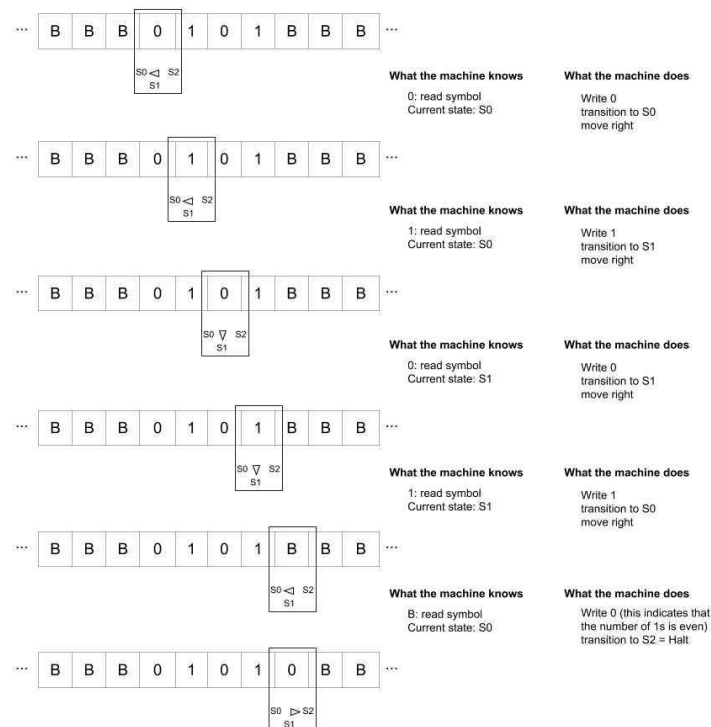 ... B B B 0 1 0 1 B B B ...
S0 S2
S1
What the machine knows What the machine does
0: read symbol Write 0
Current state: S0 transition to S0
move right
... B B B 0 1 0 1 B B B ...
S0 S2
S1
What the machine knows What the machine does
1: read symbol Write 1
Current state: S0 transition to S1
move right
... B B B 0 1 0 1 B B B ...
S0 S2
S1
What the machine knows What the machine does
0: read symbol Write 0
Current state: S1 transition to S1
move right
... B B B 0 1 0 1 B B B ...
S0 S2
S1
What the machine knows What the machine does
1: read symbol Write 1
Current state: S1 transition to S0
move right
... B B B 0 1 0 1 B B B ...
S0 S2
S1
What the machine knows What the machine does
B: read symbol Write 0 (this indicates that
Current state: S0 the number of 1s is even)
transition to S2 = Halt
... B B B 0 1 0 1 0 B B ...
S0 S2
S1